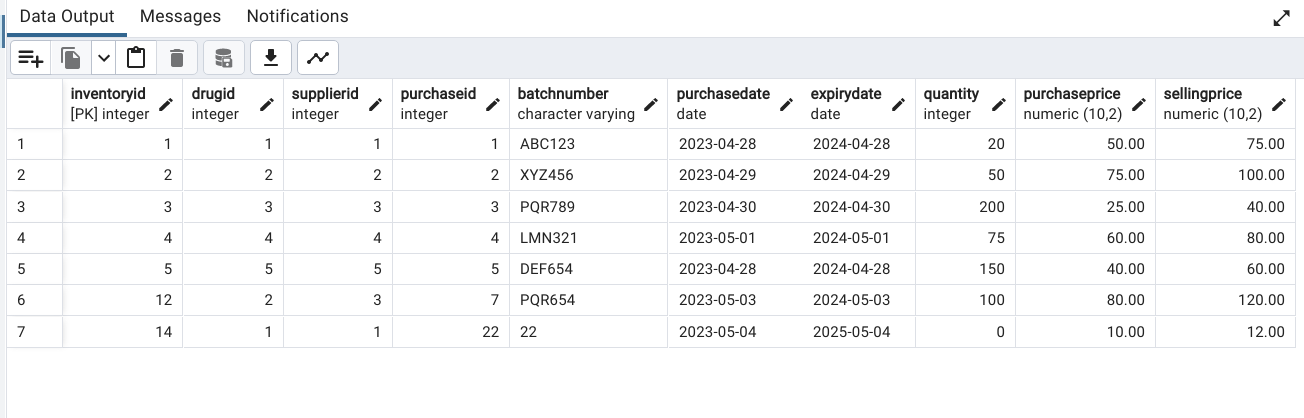 Data Output Messages Notifications
inventoryid drugid supplierid purchaseid batchnumber purchasedate expirydate quantity purchaseprice sellingprice
[PK] integer integer integer integer character varying date date integer numeric (10,2) numeric (10,2)
1 1 1 1 1 ABC123 2023-04-28 2024-04-28 20 50.00 75.00
2 2 2 2 2 XYZ456 2023-04-29 2024-04-29 50 75.00 100.00
3 3 3 3 3 PQR789 2023-04-30 2024-04-30 200 25.00 40.00
4 4 4 4 4 LMN321 2023-05-01 2024-05-01 75 60.00 80.00
5 5 5 5 5 DEF654 2023-04-28 2024-04-28 150 40.00 60.00
6 12 2 3 7 PQR654 2023-05-03 2024-05-03 100 80.00 120.00
7 14 1 1 22 22 2023-05-04 2025-05-04 0 10.00 12.00